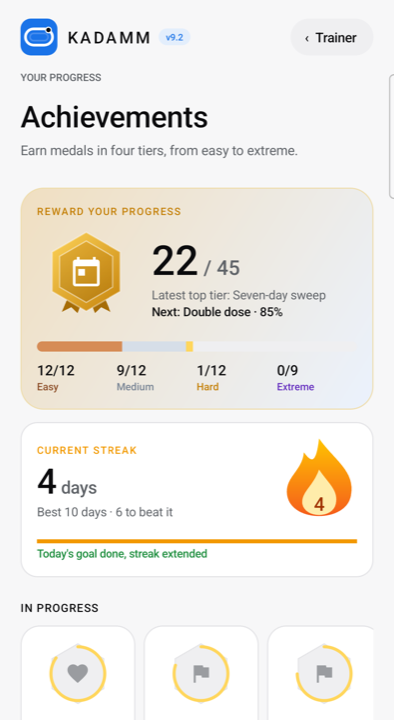 KADAMM v9.2
‹ Trainer
YOUR PROGRESS
Achievements
Earn medals in four tiers, from easy to extreme.
REWARD YOUR PROGRESS
22 / 45
Latest top tier: Seven-day sweep
Next: Double dose · 85%
12/12 9/12 1/12 0/9
Easy Medium Hard Extreme
CURRENT STREAK
4 days
4
Best 10 days · 6 to beat it
Today's goal done, streak extended
IN PROGRESS